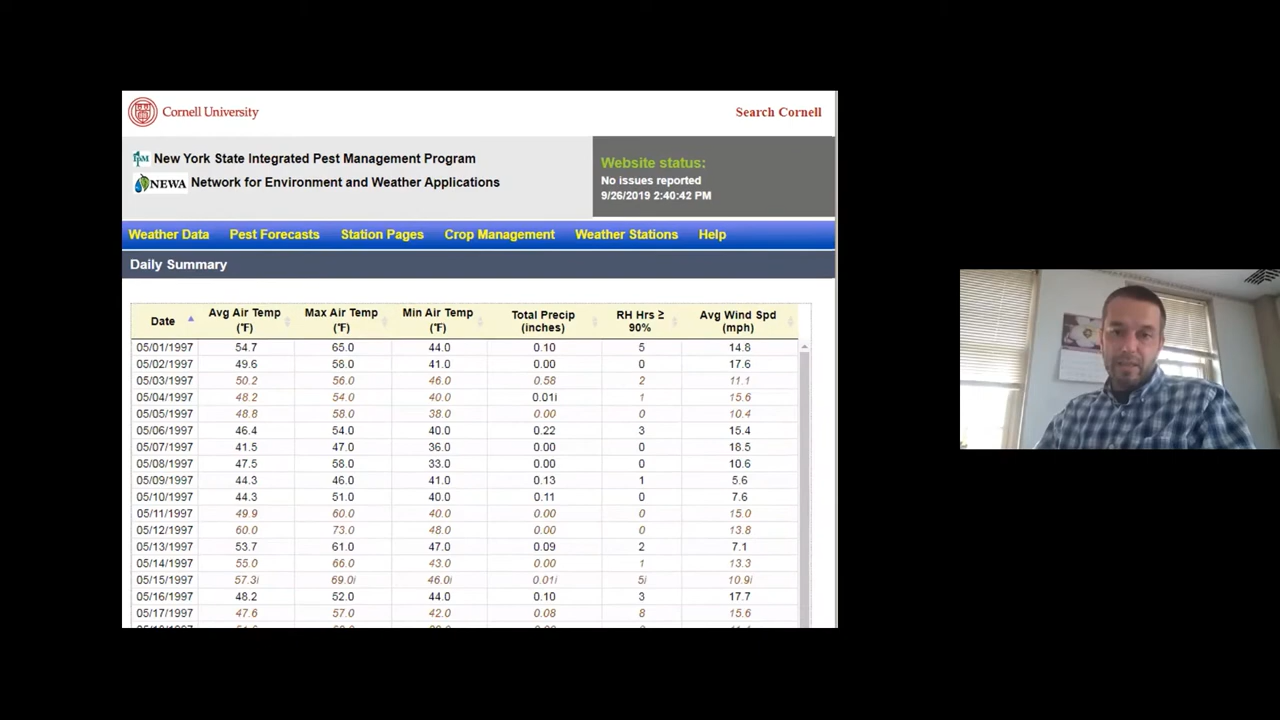 Cornell University
Search Cornell
New York State Integrated Pest Management Program
NEWA Network for Environment and Weather Applications
Website status:
No issues reported
9/26/2019 2:40:42 PM
Weather Data Pest Forecasts Station Pages Crop Management Weather Stations Help
Daily Summary
Date Avg Air Temp (℉) Max Air Temp (℉) Min Air Temp (℉) Total Precip (inches) RH Hrs ≥ 90% Avg Wind Spd (mph)
05/01/1997 54.7 65.0 44.0 0.10 5 14.8
05/02/1997 49.6 58.0 41.0 0.00 0 17.6
05/03/1997 50.2 56.0 46.0 0.58 2 11.1
05/04/1997 48.2 54.0 40.0 0.01i 1 15.6
05/05/1997 48.8 58.0 38.0 0.00 0 10.4
05/06/1997 46.4 54.0 40.0 0.22 3 15.4
05/07/1997 41.5 47.0 36.0 0.00 0 18.5
05/08/1997 47.5 58.0 33.0 0.00 0 10.6
05/09/1997 44.3 46.0 41.0 0.13 1 5.6
05/10/1997 44.3 51.0 40.0 0.11 0 7.6
05/11/1997 49.9 60.0 40.0 0.00 0 15.0
05/12/1997 60.0 73.0 48.0 0.00 0 13.8
05/13/1997 53.7 61.0 47.0 0.09 2 7.1
05/14/1997 55.0 66.0 43.0 0.00 1 13.3
05/15/1997 57.3i 69.0i 46.0i 0.01i 5i 10.9i
05/16/1997 48.2 52.0 44.0 0.10 3 17.7
05/17/1997 47.6 57.0 42.0 0.08 8 15.6